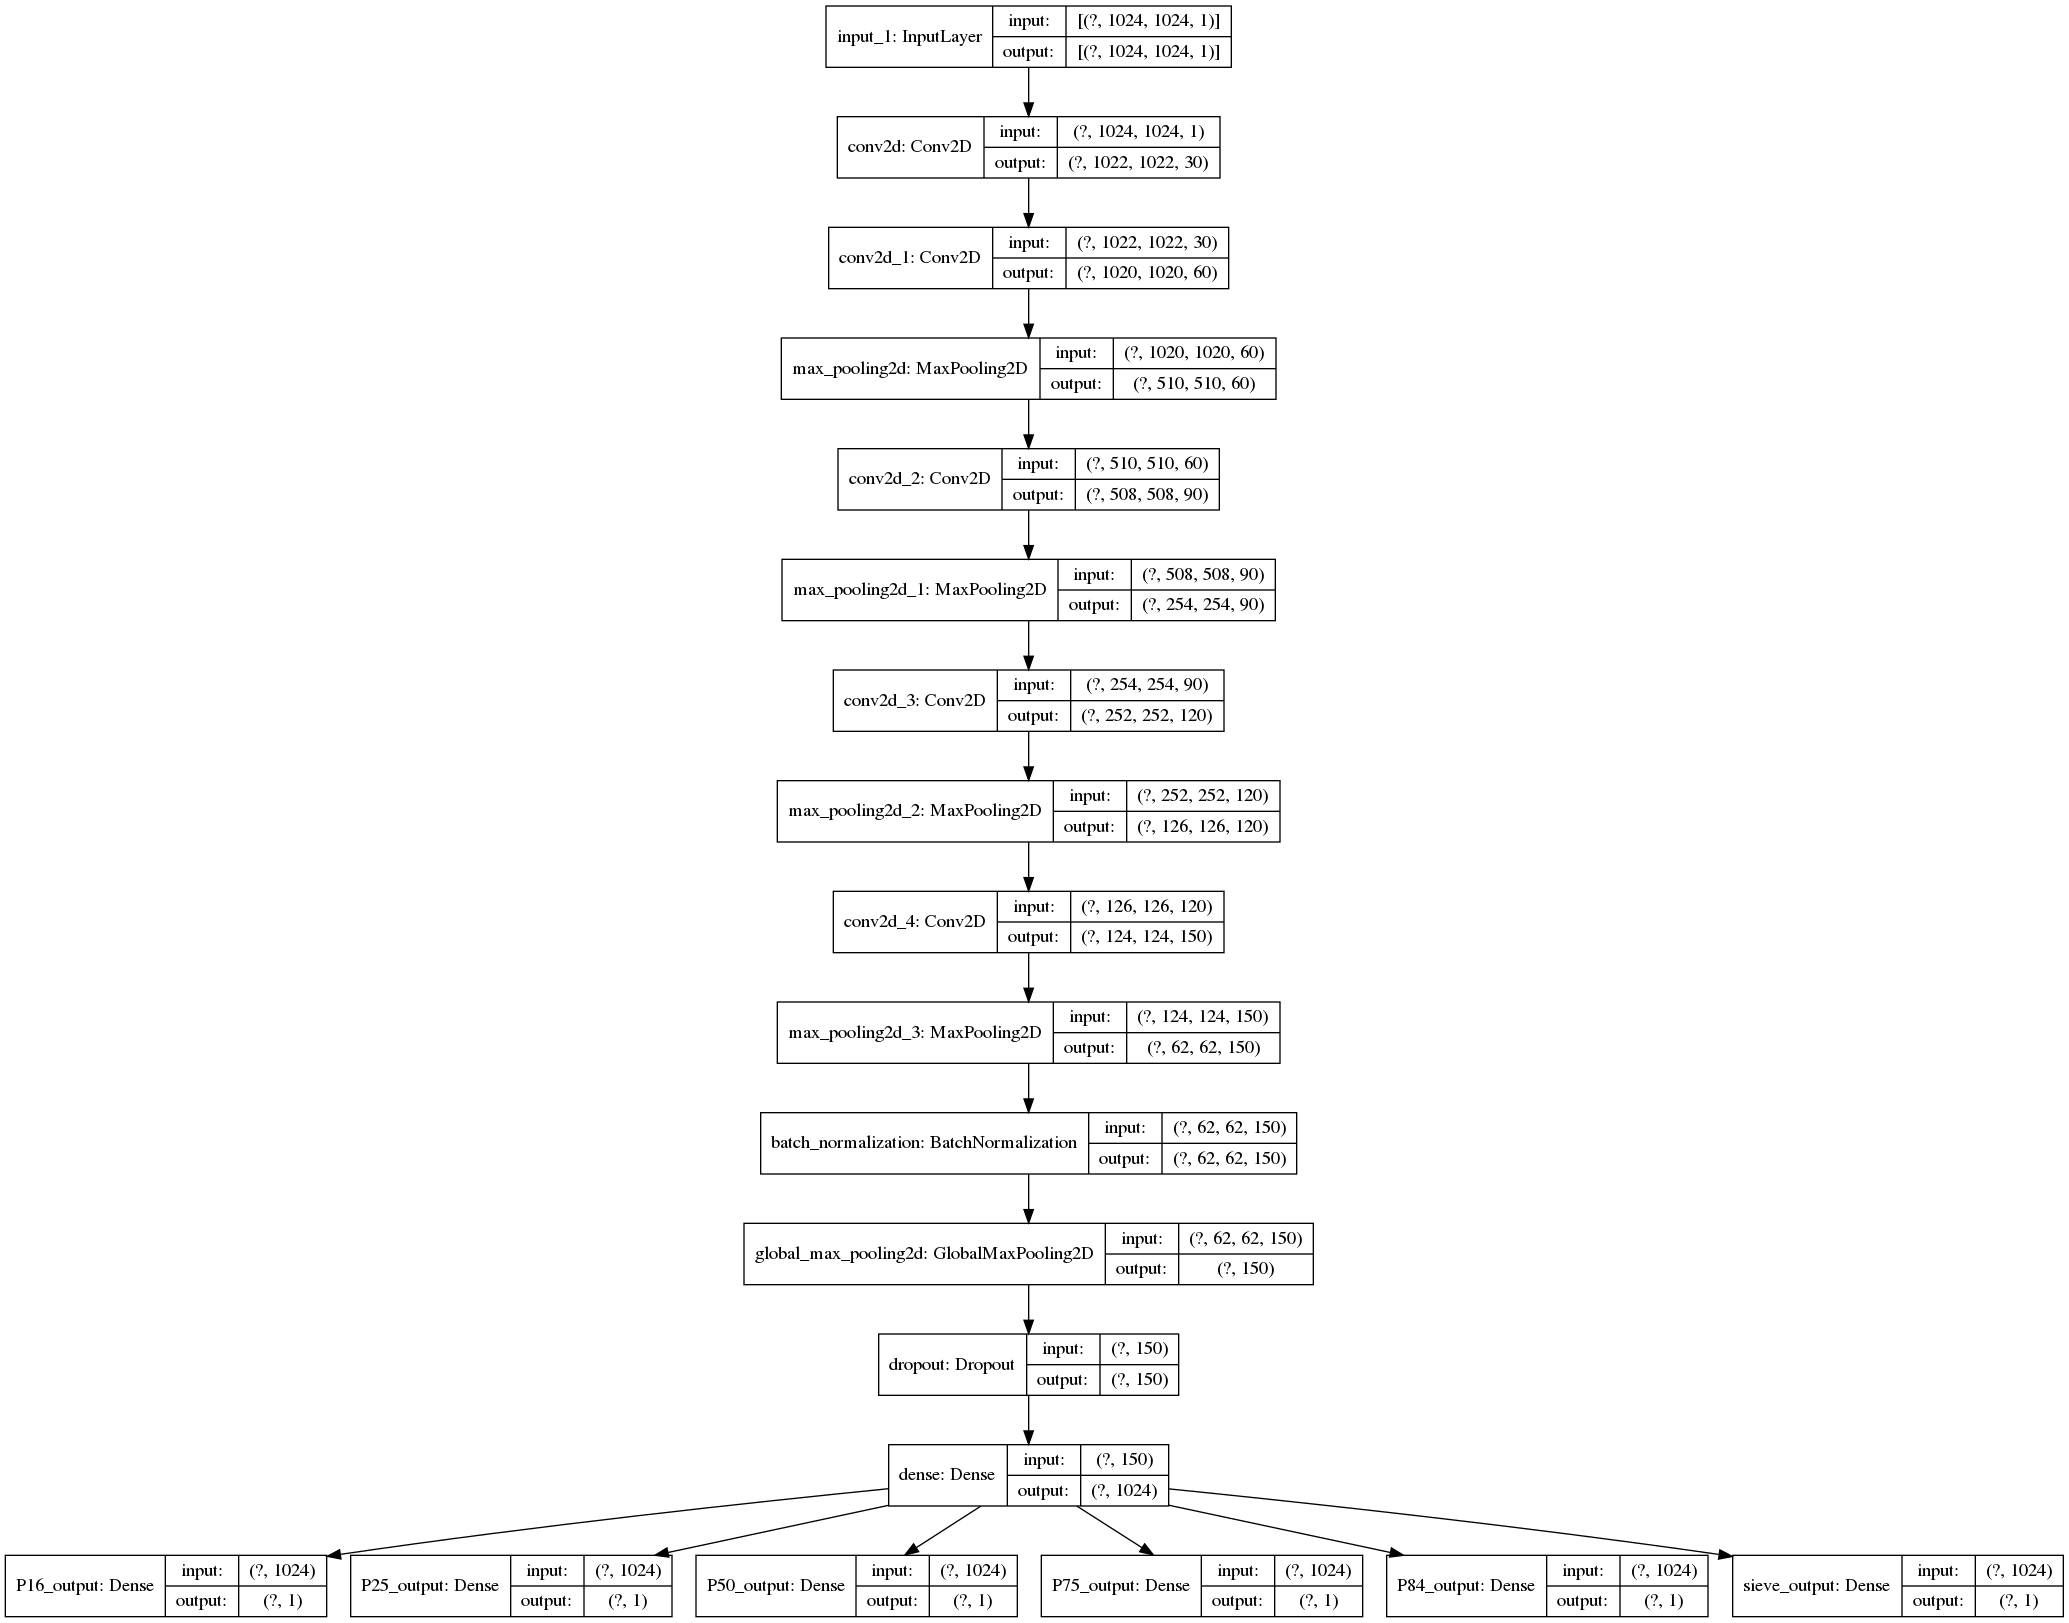 input_1: InputLayer
input: [(?, 1024, 1024, 1)]
output: [(?, 1024, 1024, 1)]
conv2d: Conv2D
input: (?, 1024, 1024, 1)
output: (?, 1022, 1022, 30)
conv2d_1: Conv2D
input: (?, 1022, 1022, 30)
output: (?, 1020, 1020, 60)
max_pooling2d: MaxPooling2D
input: (?, 1020, 1020, 60)
output: (?, 510, 510, 60)
conv2d_2: Conv2D
input: (?, 510, 510, 60)
output: (?, 508, 508, 90)
max_pooling2d_1: MaxPooling2D
input: (?, 508, 508, 90)
output: (?, 254, 254, 90)
conv2d_3: Conv2D
input: (?, 254, 254, 90)
output: (?, 252, 252, 120)
max_pooling2d_2: MaxPooling2D
input: (?, 252, 252, 120)
output: (?, 126, 126, 120)
conv2d_4: Conv2D
input: (?, 126, 126, 120)
output: (?, 124, 124, 150)
max_pooling2d_3: MaxPooling2D
input: (?, 124, 124, 150)
output: (?, 62, 62, 150)
batch_normalization: BatchNormalization
input: (?, 62, 62, 150)
output: (?, 62, 62, 150)
global_max_pooling2d: GlobalMaxPooling2D
input: (?, 62, 62, 150)
output: (?, 150)
dropout: Dropout
input: (?, 150)
output: (?, 150)
dense: Dense
input: (?, 150)
output: (?, 1024)
P16_output: Dense
input: (?, 1024)
output: (?, 1)
P25_output: Dense
input: (?, 1024)
output: (?, 1)
P50_output: Dense
input: (?, 1024)
output: (?, 1)
P75_output: Dense
input: (?, 1024)
output: (?, 1)
P84_output: Dense
input: (?, 1024)
output: (?, 1)
sieve_output: Dense
input: (?, 1024)
output: (?, 1)